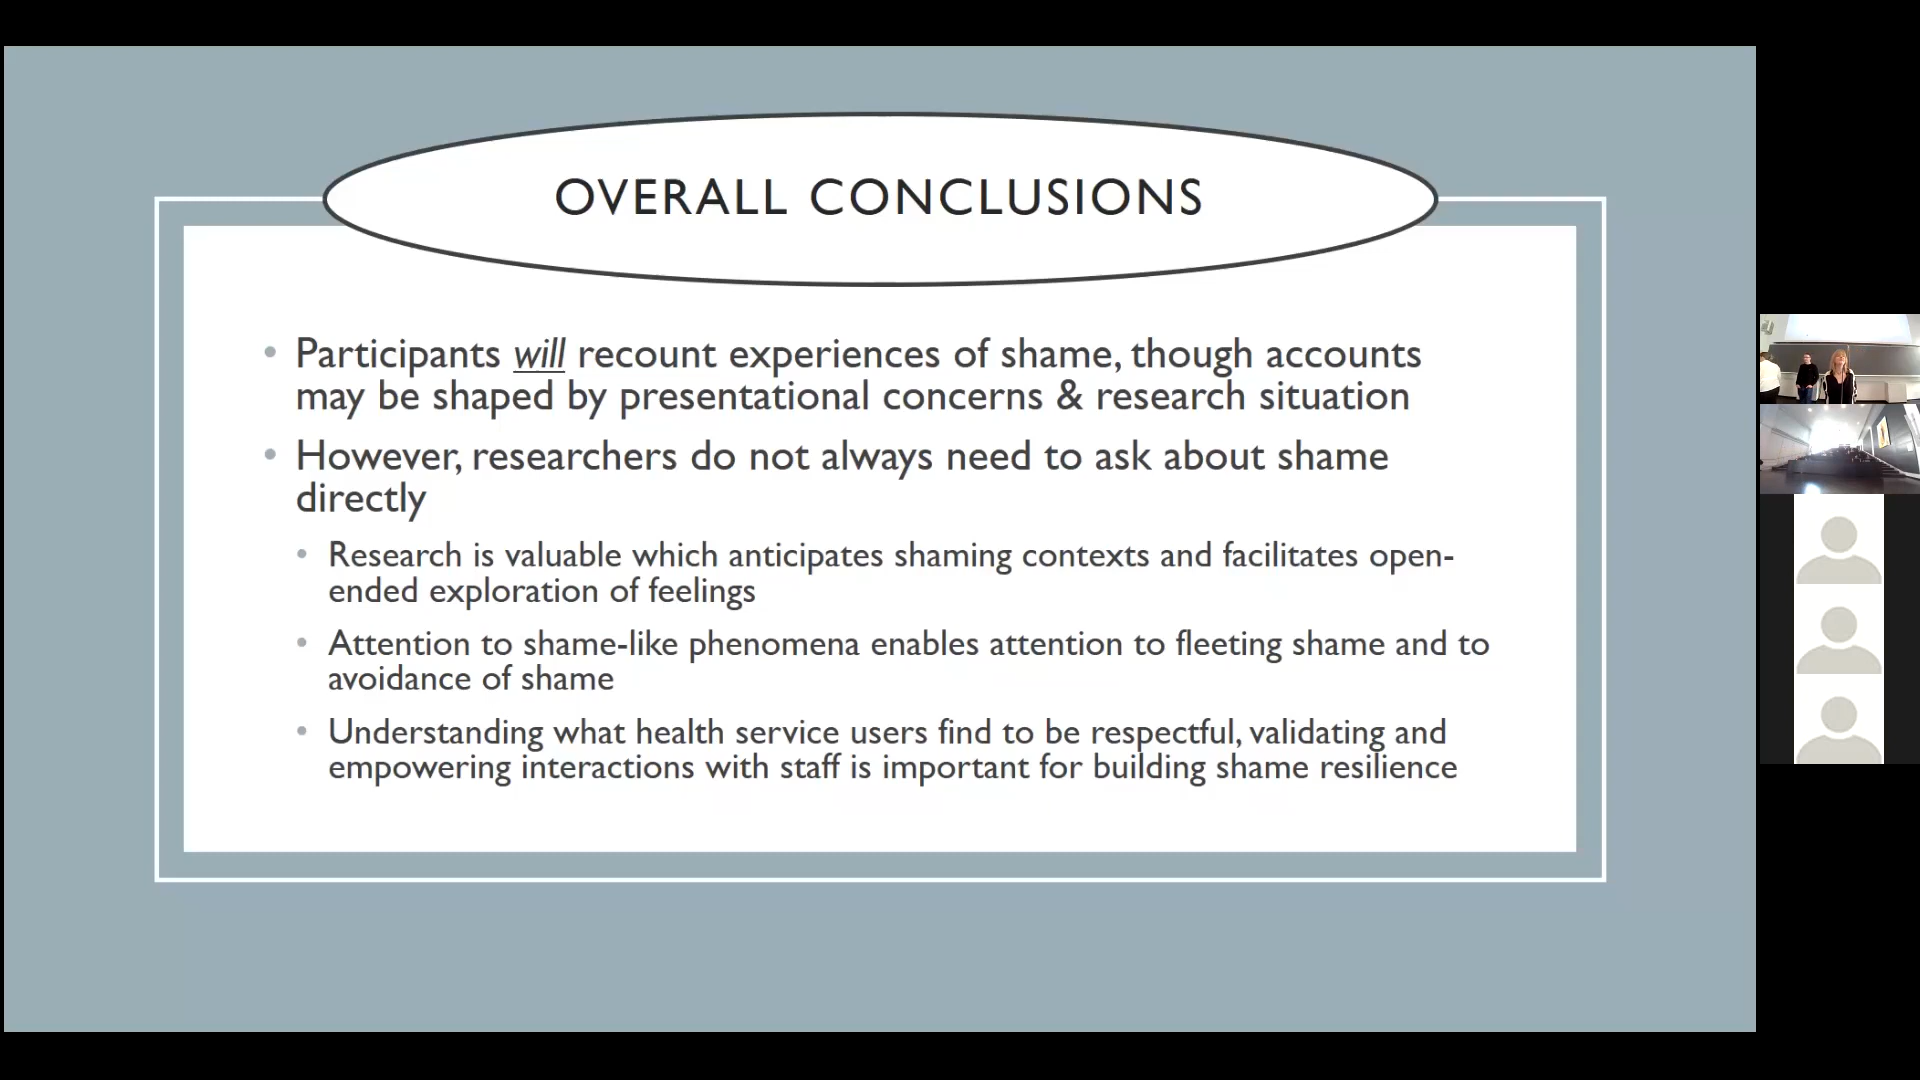 OVERALL CONCLUSIONS
• Participants will recount experiences of shame, though accounts
may be shaped by presentational concerns & research situation
• However, researchers do not always need to ask about shame
directly
• Research is valuable which anticipates shaming contexts and facilitates open-
ended exploration of feelings
• Attention to shame-like phenomena enables attention to fleeting shame and to
avoidance of shame
• Understanding what health service users find to be respectful, validating and
empowering interactions with staff is important for building shame resilience